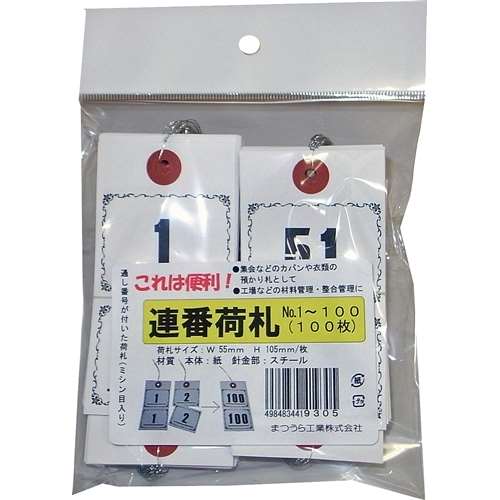 1
51
これは便利!
●集会などのカバンや衣類の
預かり札として
●工場などの材料管理・整合管理に
通し番号が付いた荷札(ミシン目入り)
連番荷札
No.1～100
(100枚)
荷札サイズ:W 55mm H 105mm/枚
材質 本体:紙 針金部:スチール
1 2 100
1 2 100
4984834419305
紙
プラ
まつうら工業株式会社